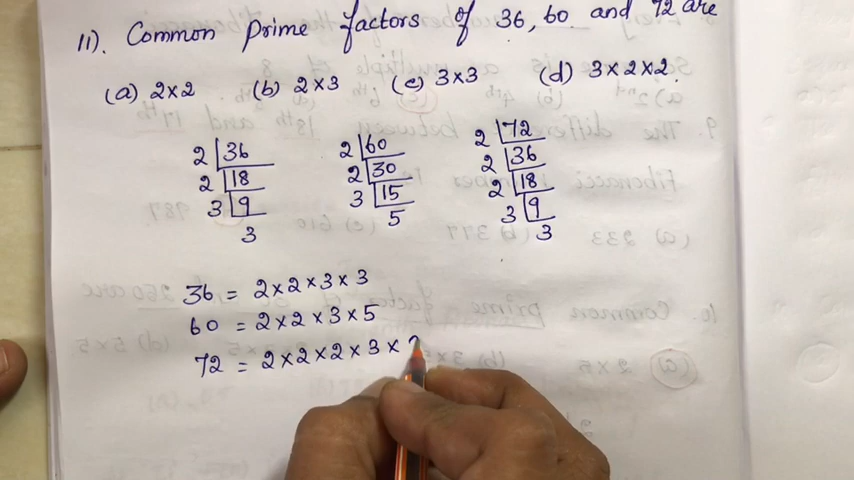 11). Common Prime factors of 36, 60 and 72 are
(a) 2×2 (b) 2×3 (c) 3×3 (d) 3×2×2.
2 36 2 60 2 72
2 18 2 30 2 36
3 9 3 15 2 18
3 5 3 9
3
36 = 2×2×3×3
60 = 2×2×3×5
72 = 2×2×2×3×